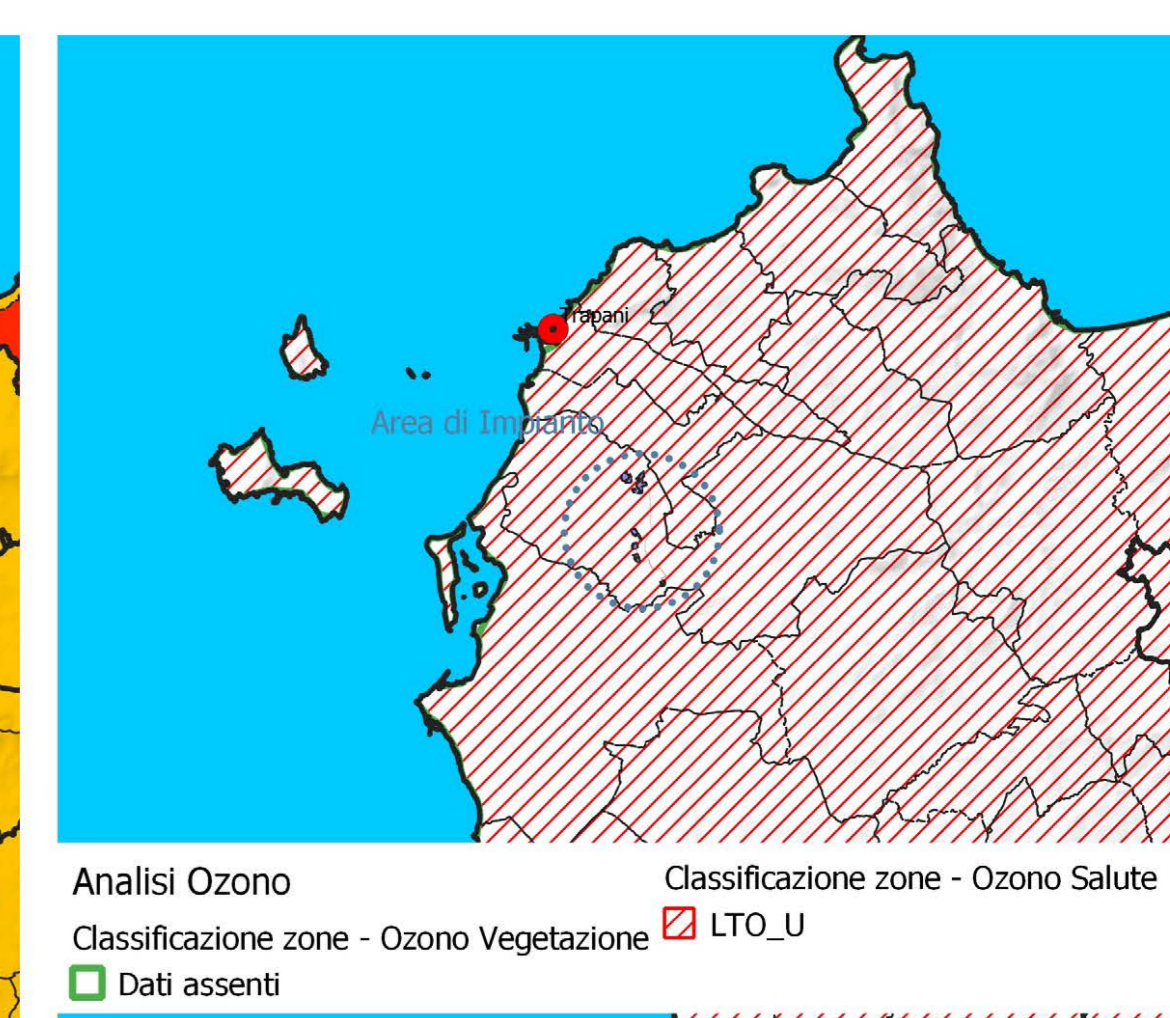 Trapani
Area di Impianto
Analisi Ozono
Classificazione zone - Ozono Vegetazione
Dati assenti
Classificazione zone - Ozono Salute
LTO_U